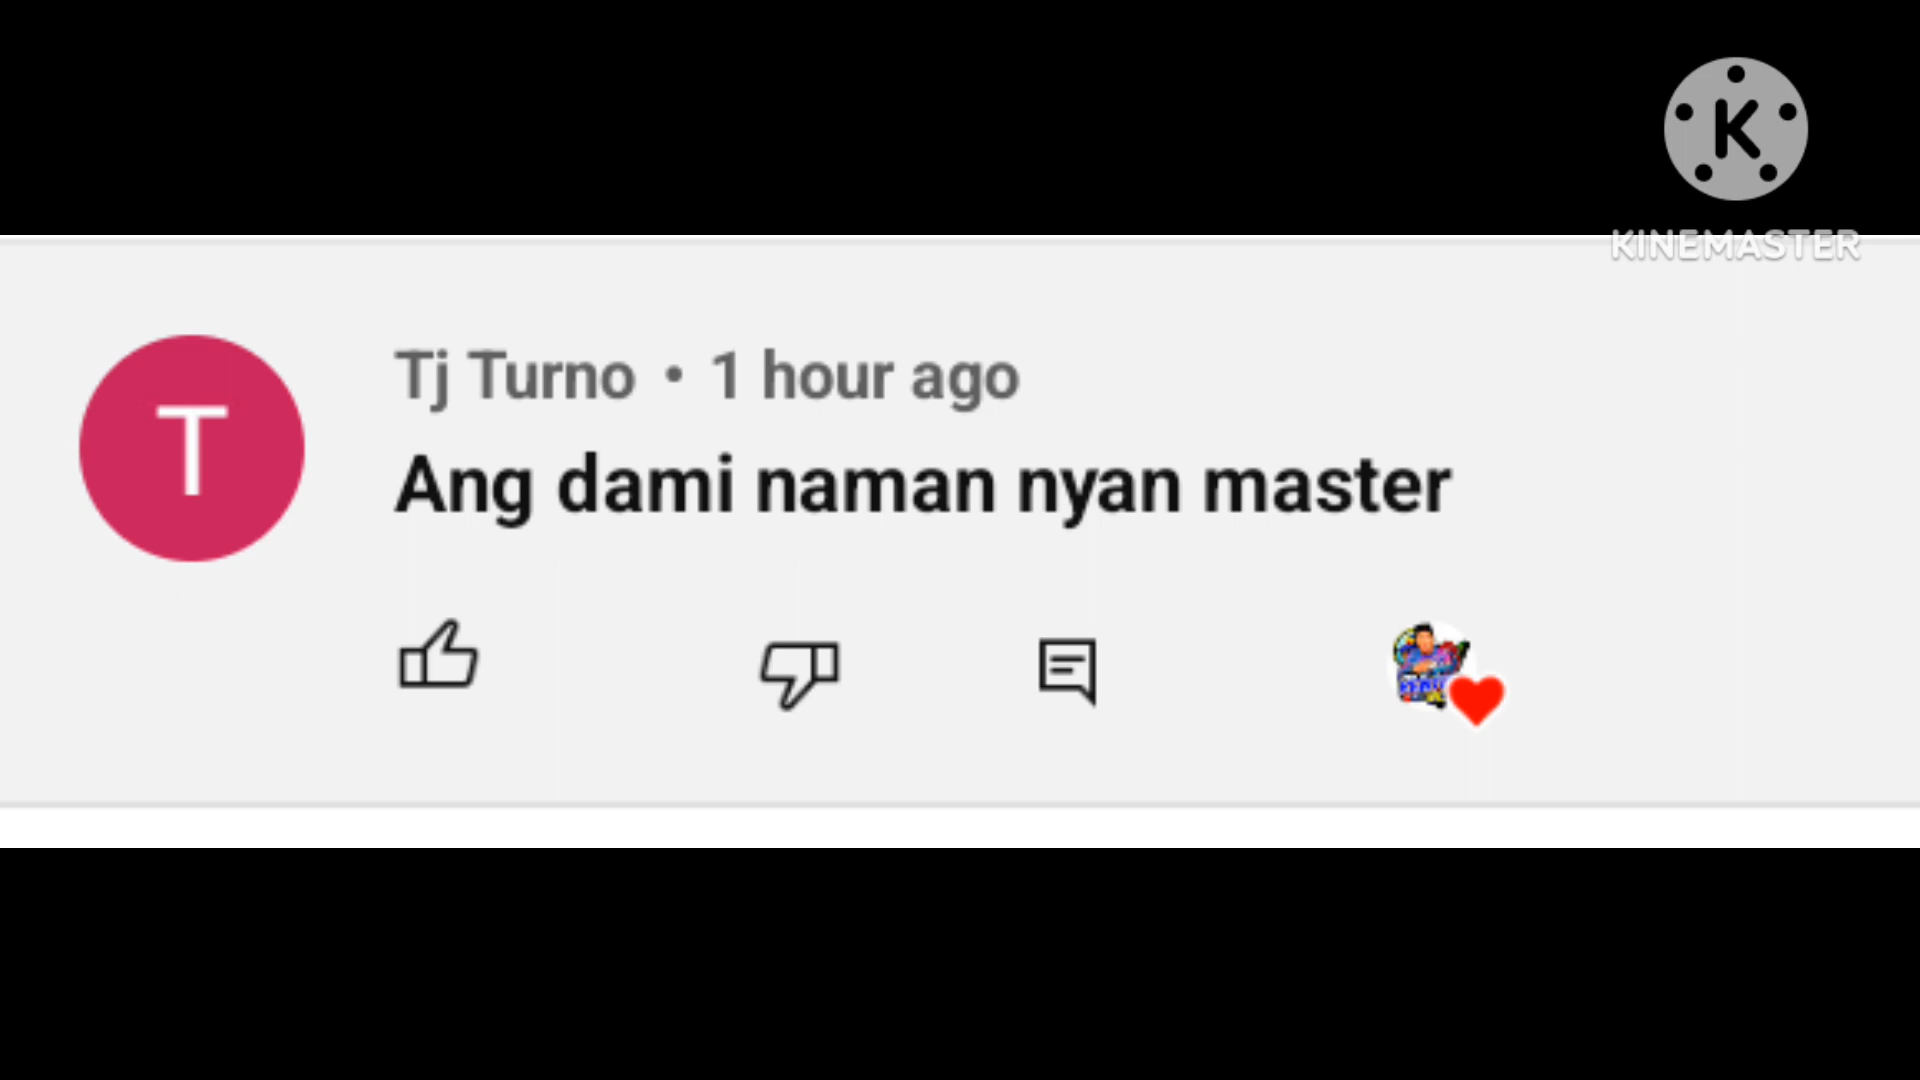 K
KINEMASTER
Tj Turno • 1 hour ago
T
Ang dami naman nyan master